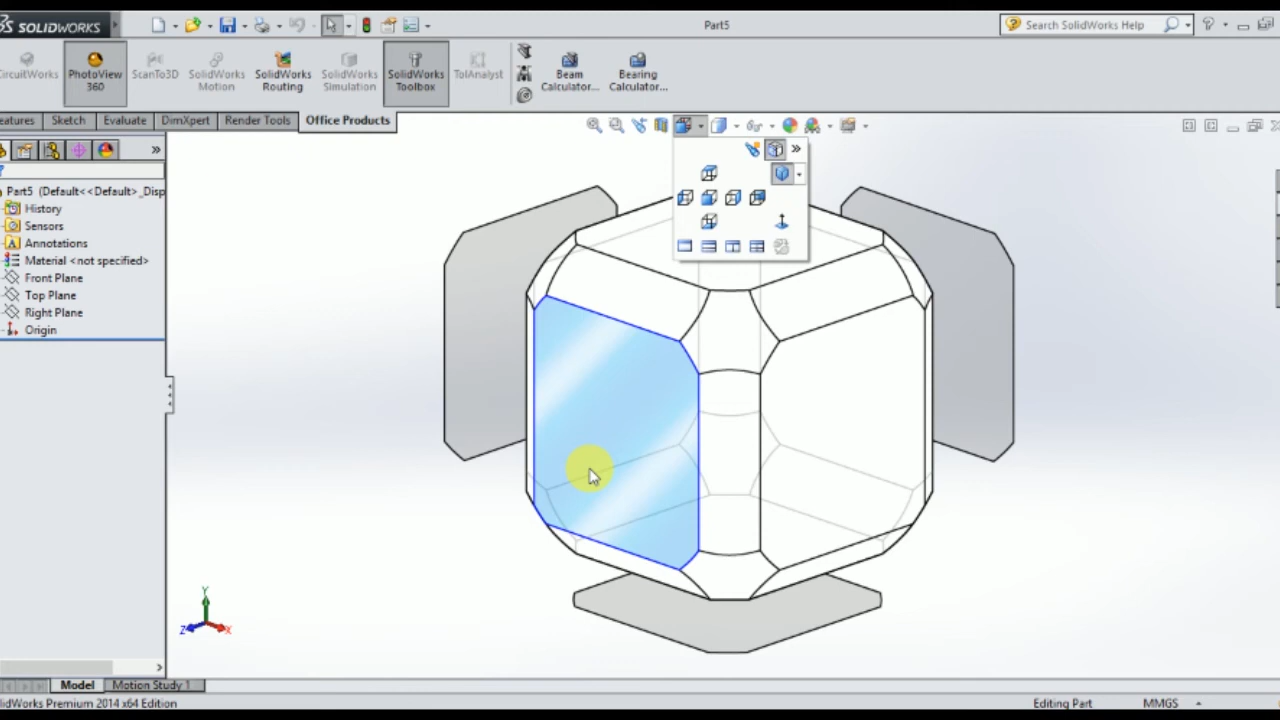 SOLIDWORKS
Part5
Search SolidWorks Help
CircuitWorks
PhotoView 360
ScanTo3D
SolidWorks Motion
SolidWorks Routing
SolidWorks Simulation
SolidWorks Toolbox
TolAnalyst
Beam Calculator...
Bearing Calculator...
eatures
Sketch
Evaluate
DimXpert
Render Tools
Office Products
Part5 (Default<<Default>_Disp
History
Sensors
Annotations
Material <not specified>
Front Plane
Top Plane
Right Plane
Origin
Y
Z
X
Model
Motion Study 1
lidWorks Premium 2014 x64 Edition
Editing Part
MMGS